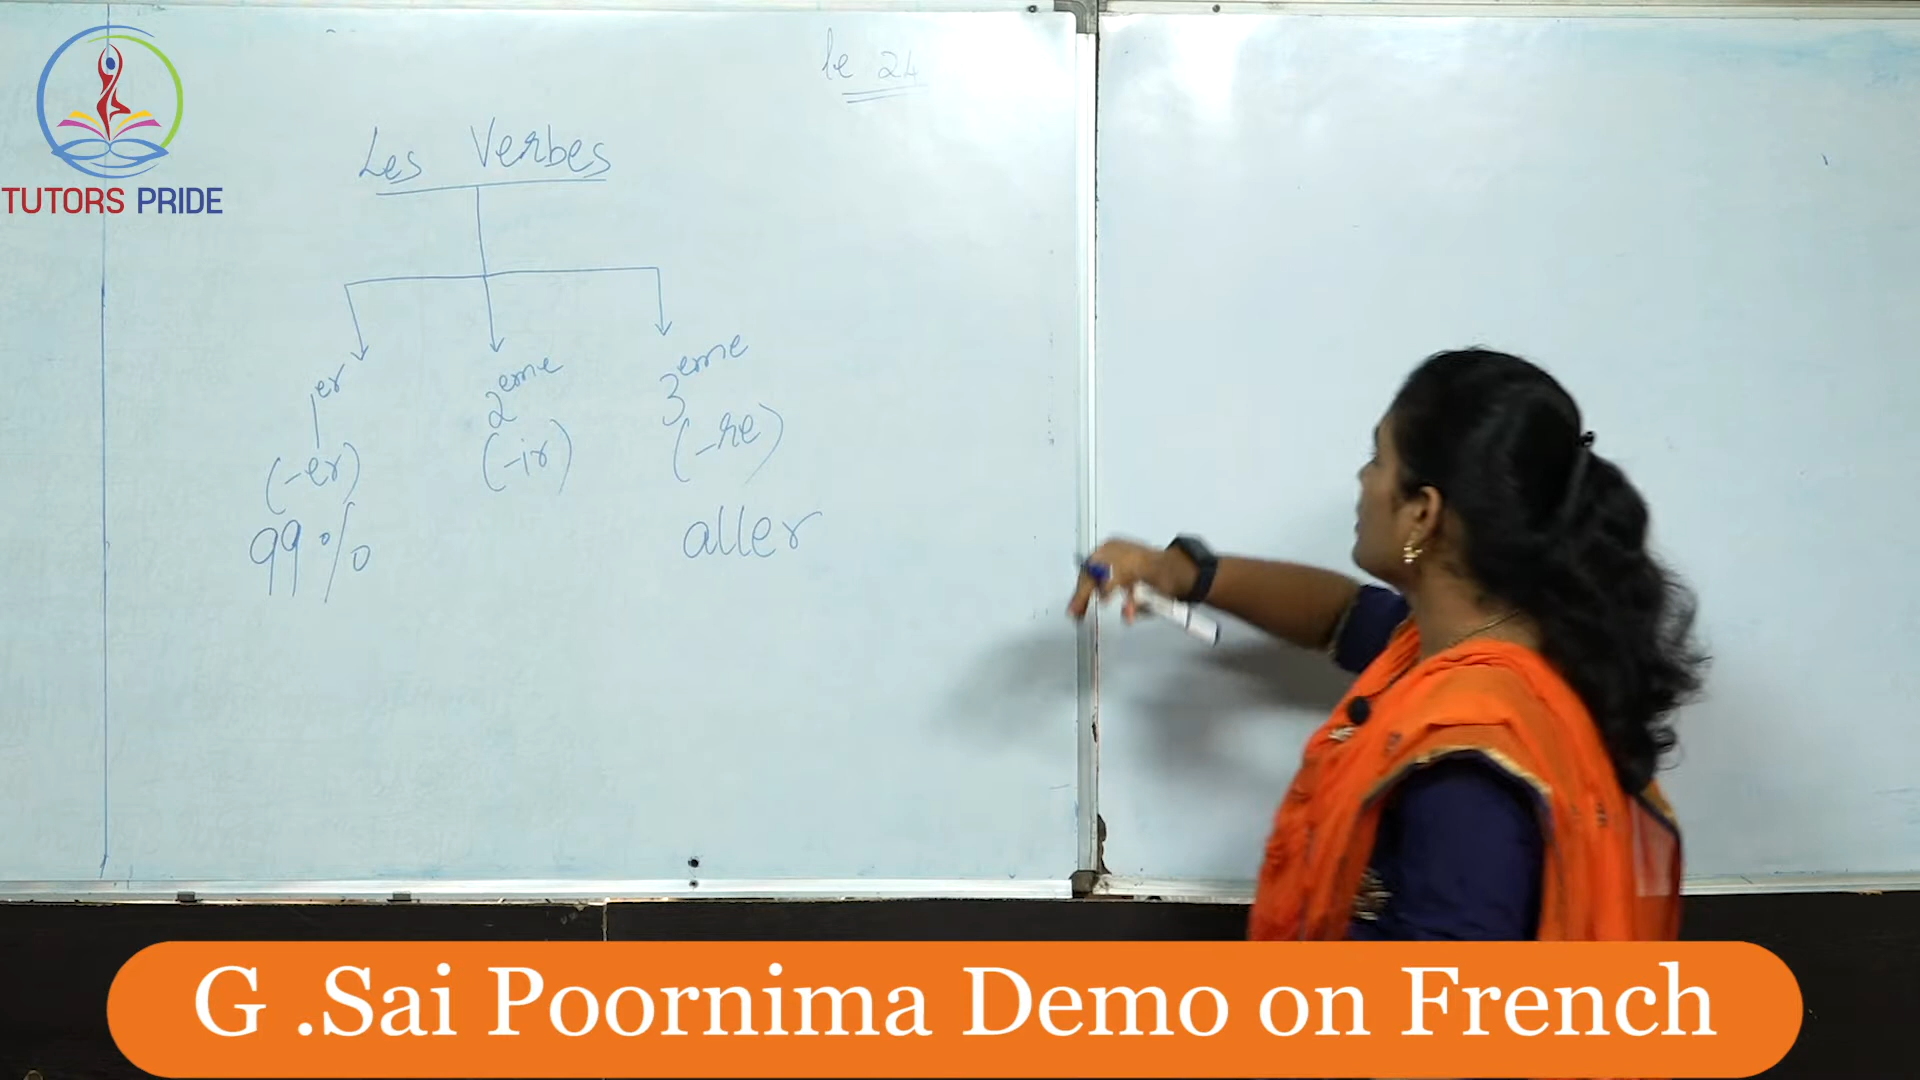 TUTORS PRIDE
le 24
Les Verbes
1er 2eme 3eme
(-er) (-ir) (-re)
99% aller
G .Sai Poornima Demo on French